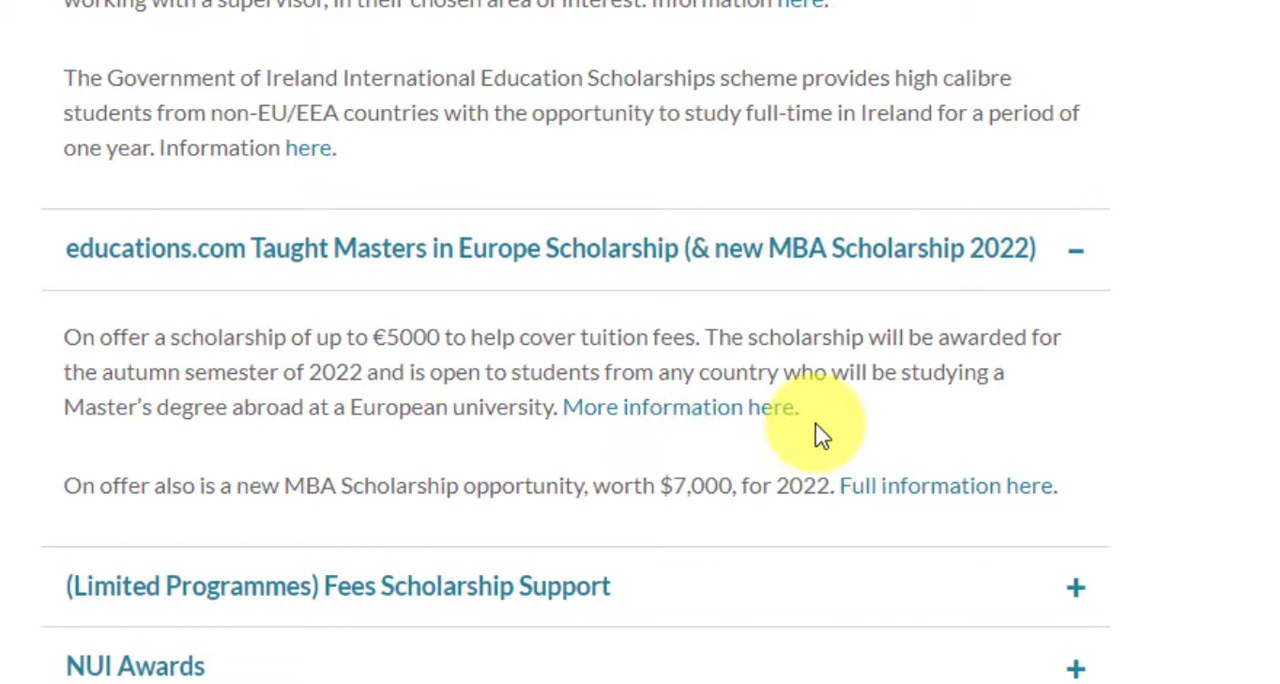 working with a supervisor, in their chosen area of interest. Information here.
The Government of Ireland International Education Scholarships scheme provides high calibre
students from non-EU/EEA countries with the opportunity to study full-time in Ireland for a period of
one year. Information here.
educations.com Taught Masters in Europe Scholarship (& new MBA Scholarship 2022) –
On offer a scholarship of up to €5000 to help cover tuition fees. The scholarship will be awarded for
the autumn semester of 2022 and is open to students from any country who will be studying a
Master’s degree abroad at a European university. More information here.
On offer also is a new MBA Scholarship opportunity, worth $7,000, for 2022. Full information here.
(Limited Programmes) Fees Scholarship Support +
NUI Awards +